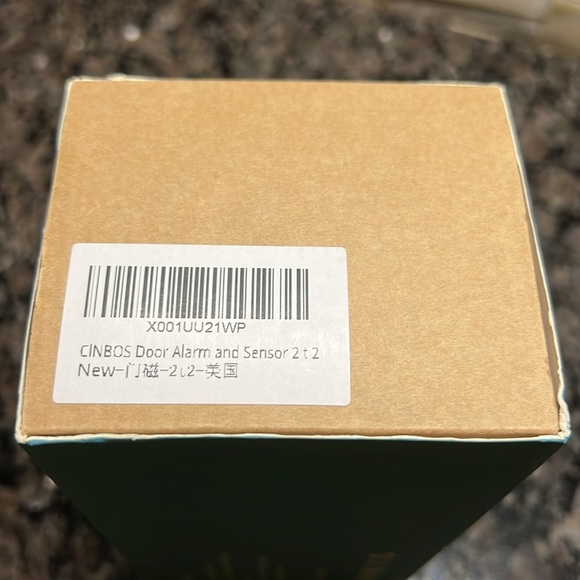 X001UU21WP
CINBOS Door Alarm and Sensor 2 t 2
New-门磁-2t2-美国